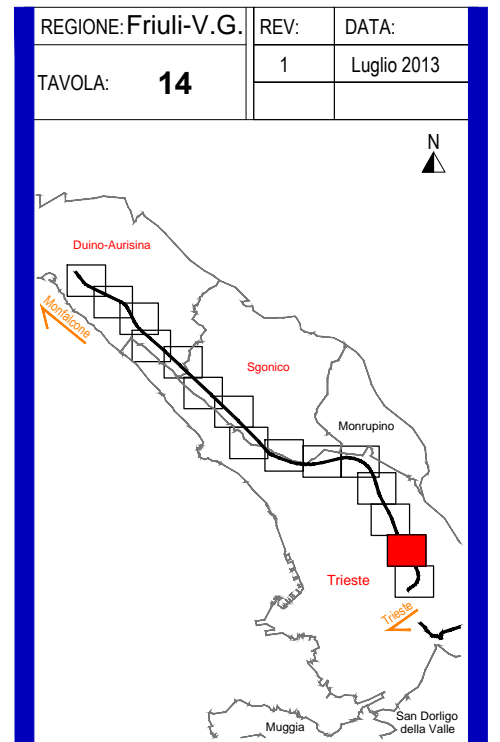 REGIONE: Friuli-V.G.
REV:
DATA:
TAVOLA: 14
1
Luglio 2013
N
Duino-Aurisina
Monfalcone
Sgonico
Monrupino
Trieste
Trieste
Muggia
San Dorligo
della Valle